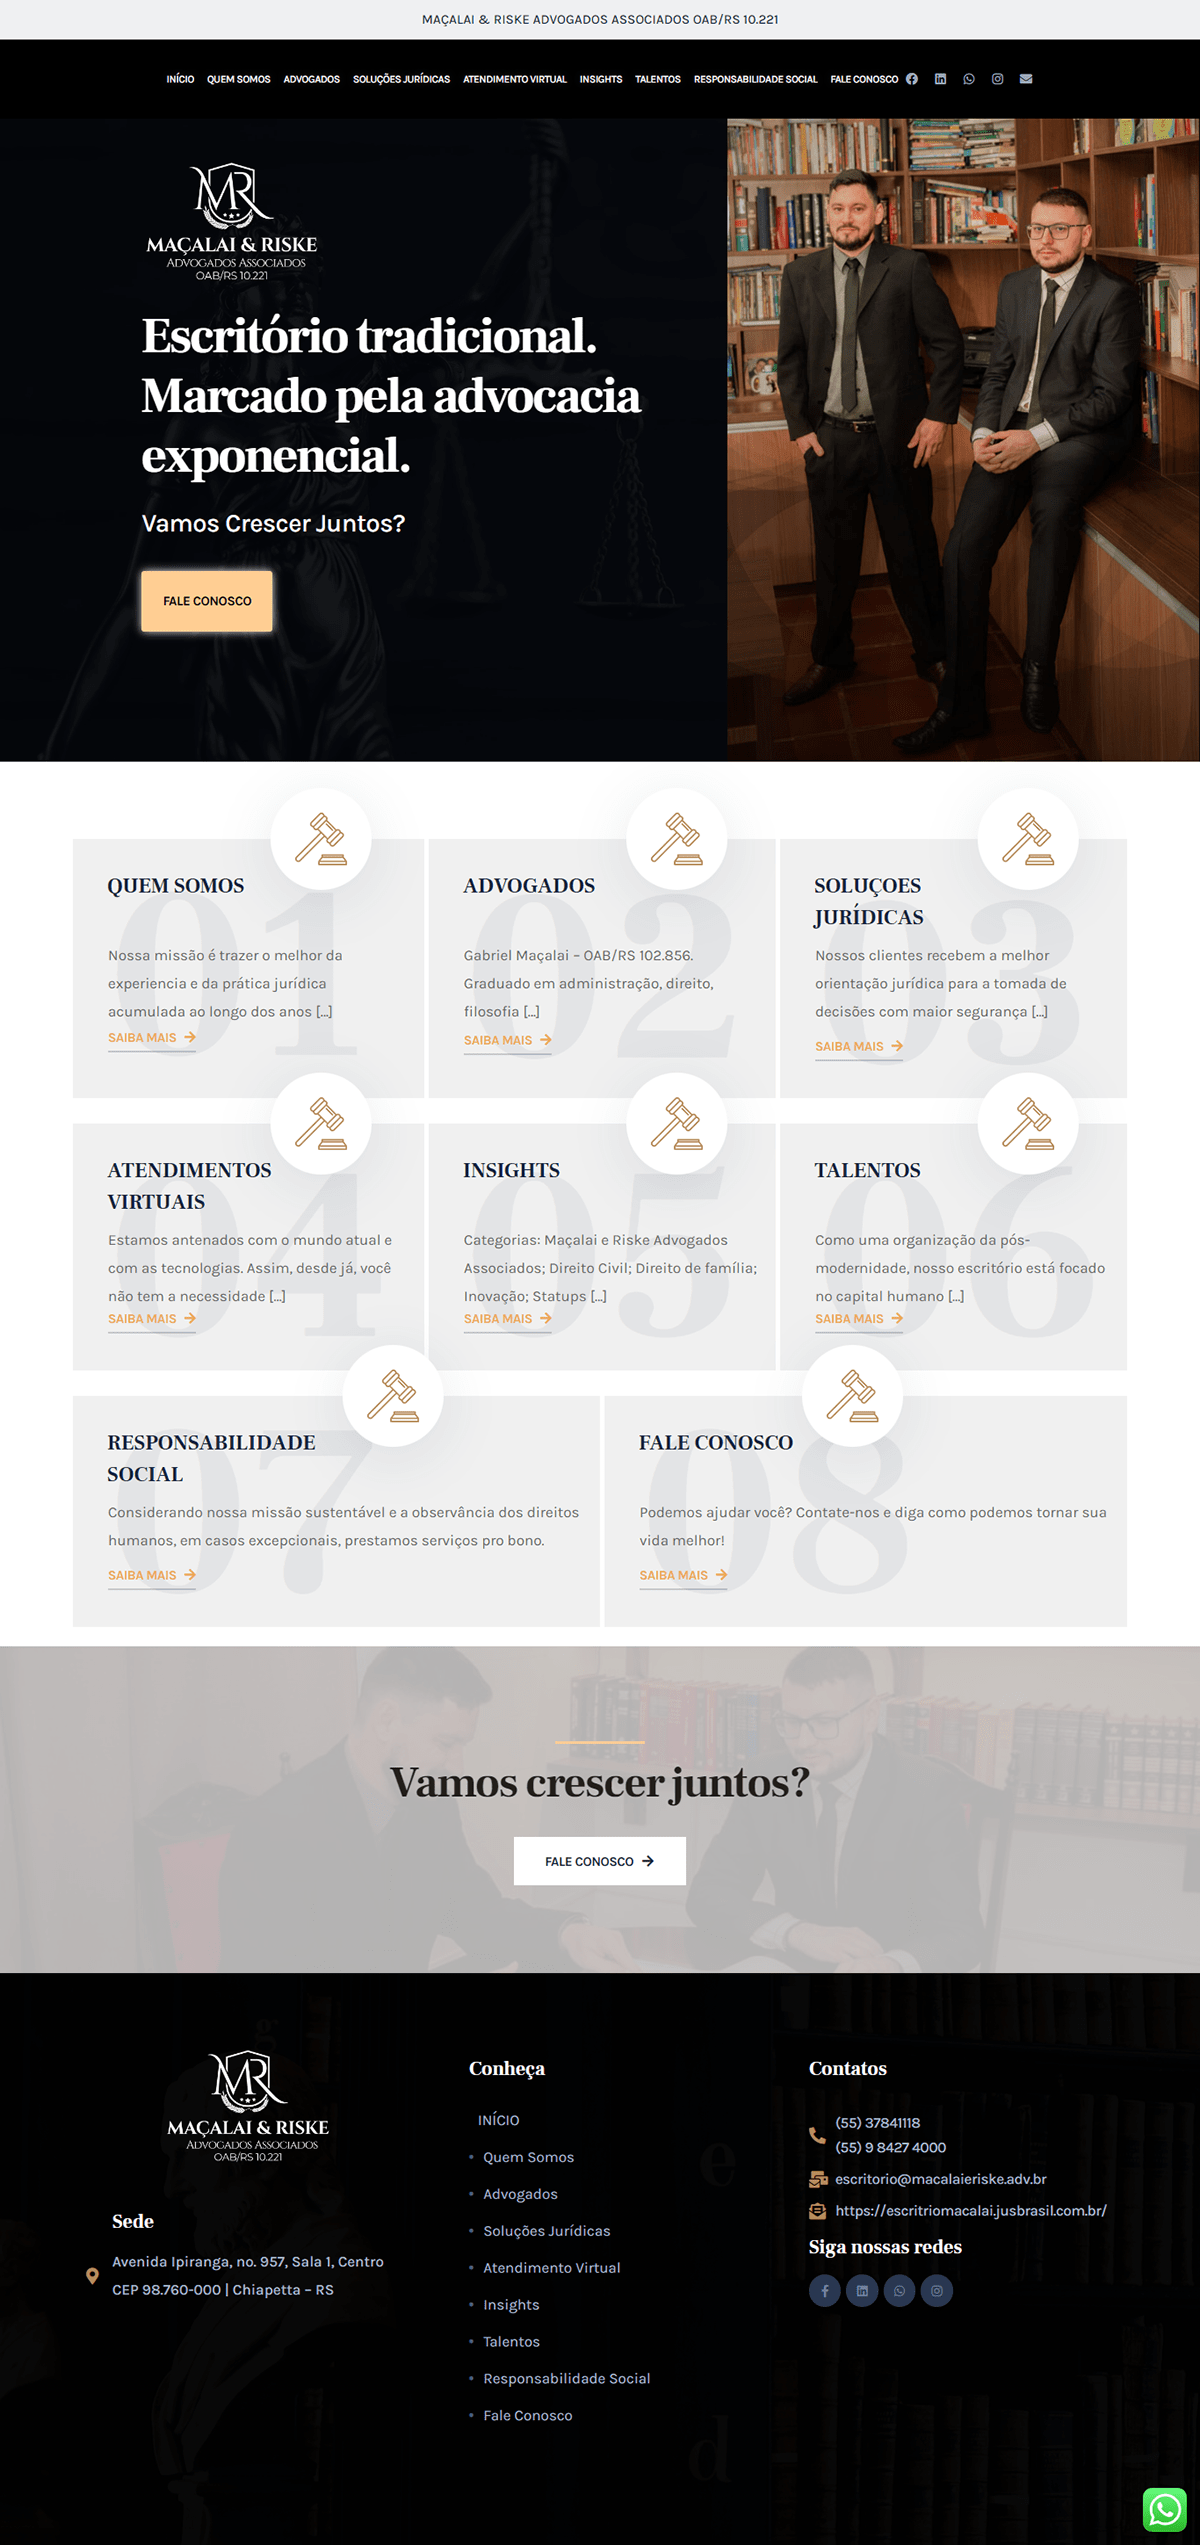 MAÇALAI & RISKE ADVOGADOS ASSOCIADOS OAB/RS 10.221
INÍCIO QUEM SOMOS ADVOGADOS SOLUÇÕES JURÍDICAS ATENDIMENTO VIRTUAL INSIGHTS TALENTOS RESPONSABILIDADE SOCIAL FALE CONOSCO
MR
MAÇALAI & RISKE
ADVOGADOS ASSOCIADOS
OAB/RS 10.221
Escritório tradicional.
Marcado pela advocacia
exponencial.
Vamos Crescer Juntos?
FALE CONOSCO
01
QUEM SOMOS
Nossa missão é trazer o melhor da
experiencia e da prática jurídica
acumulada ao longo dos anos [...]
SAIBA MAIS
02
ADVOGADOS
Gabriel Maçalai – OAB/RS 102.856.
Graduado em administração, direito,
filosofia [...]
SAIBA MAIS
03
SOLUÇOES
JURÍDICAS
Nossos clientes recebem a melhor
orientação jurídica para a tomada de
decisões com maior segurança [...]
SAIBA MAIS
04
ATENDIMENTOS
VIRTUAIS
Estamos antenados com o mundo atual e
com as tecnologias. Assim, desde já, você
não tem a necessidade [...]
SAIBA MAIS
05
INSIGHTS
Categorias: Maçalai e Riske Advogados
Associados; Direito Civil; Direito de família;
Inovação; Statups [...]
SAIBA MAIS
06
TALENTOS
Como uma organização da pós-
modernidade, nosso escritório está focado
no capital humano [...]
SAIBA MAIS
07
RESPONSABILIDADE
SOCIAL
Considerando nossa missão sustentável e a observância dos direitos
humanos, em casos excepcionais, prestamos serviços pro bono.
SAIBA MAIS
08
FALE CONOSCO
Podemos ajudar você? Contate-nos e diga como podemos tornar sua
vida melhor!
SAIBA MAIS
Vamos crescer juntos?
FALE CONOSCO
MR
MAÇALAI & RISKE
ADVOGADOS ASSOCIADOS
OAB/RS 10.221
Sede
Avenida Ipiranga, no. 957, Sala 1, Centro
CEP 98.760-000 | Chiapetta – RS
Conheça
INÍCIO
Quem Somos
Advogados
Soluções Jurídicas
Atendimento Virtual
Insights
Talentos
Responsabilidade Social
Fale Conosco
Contatos
(55) 37841118
(55) 9 8427 4000
escritorio@macalaieriske.adv.br
https://escritriomacalai.jusbrasil.com.br/
Siga nossas redes